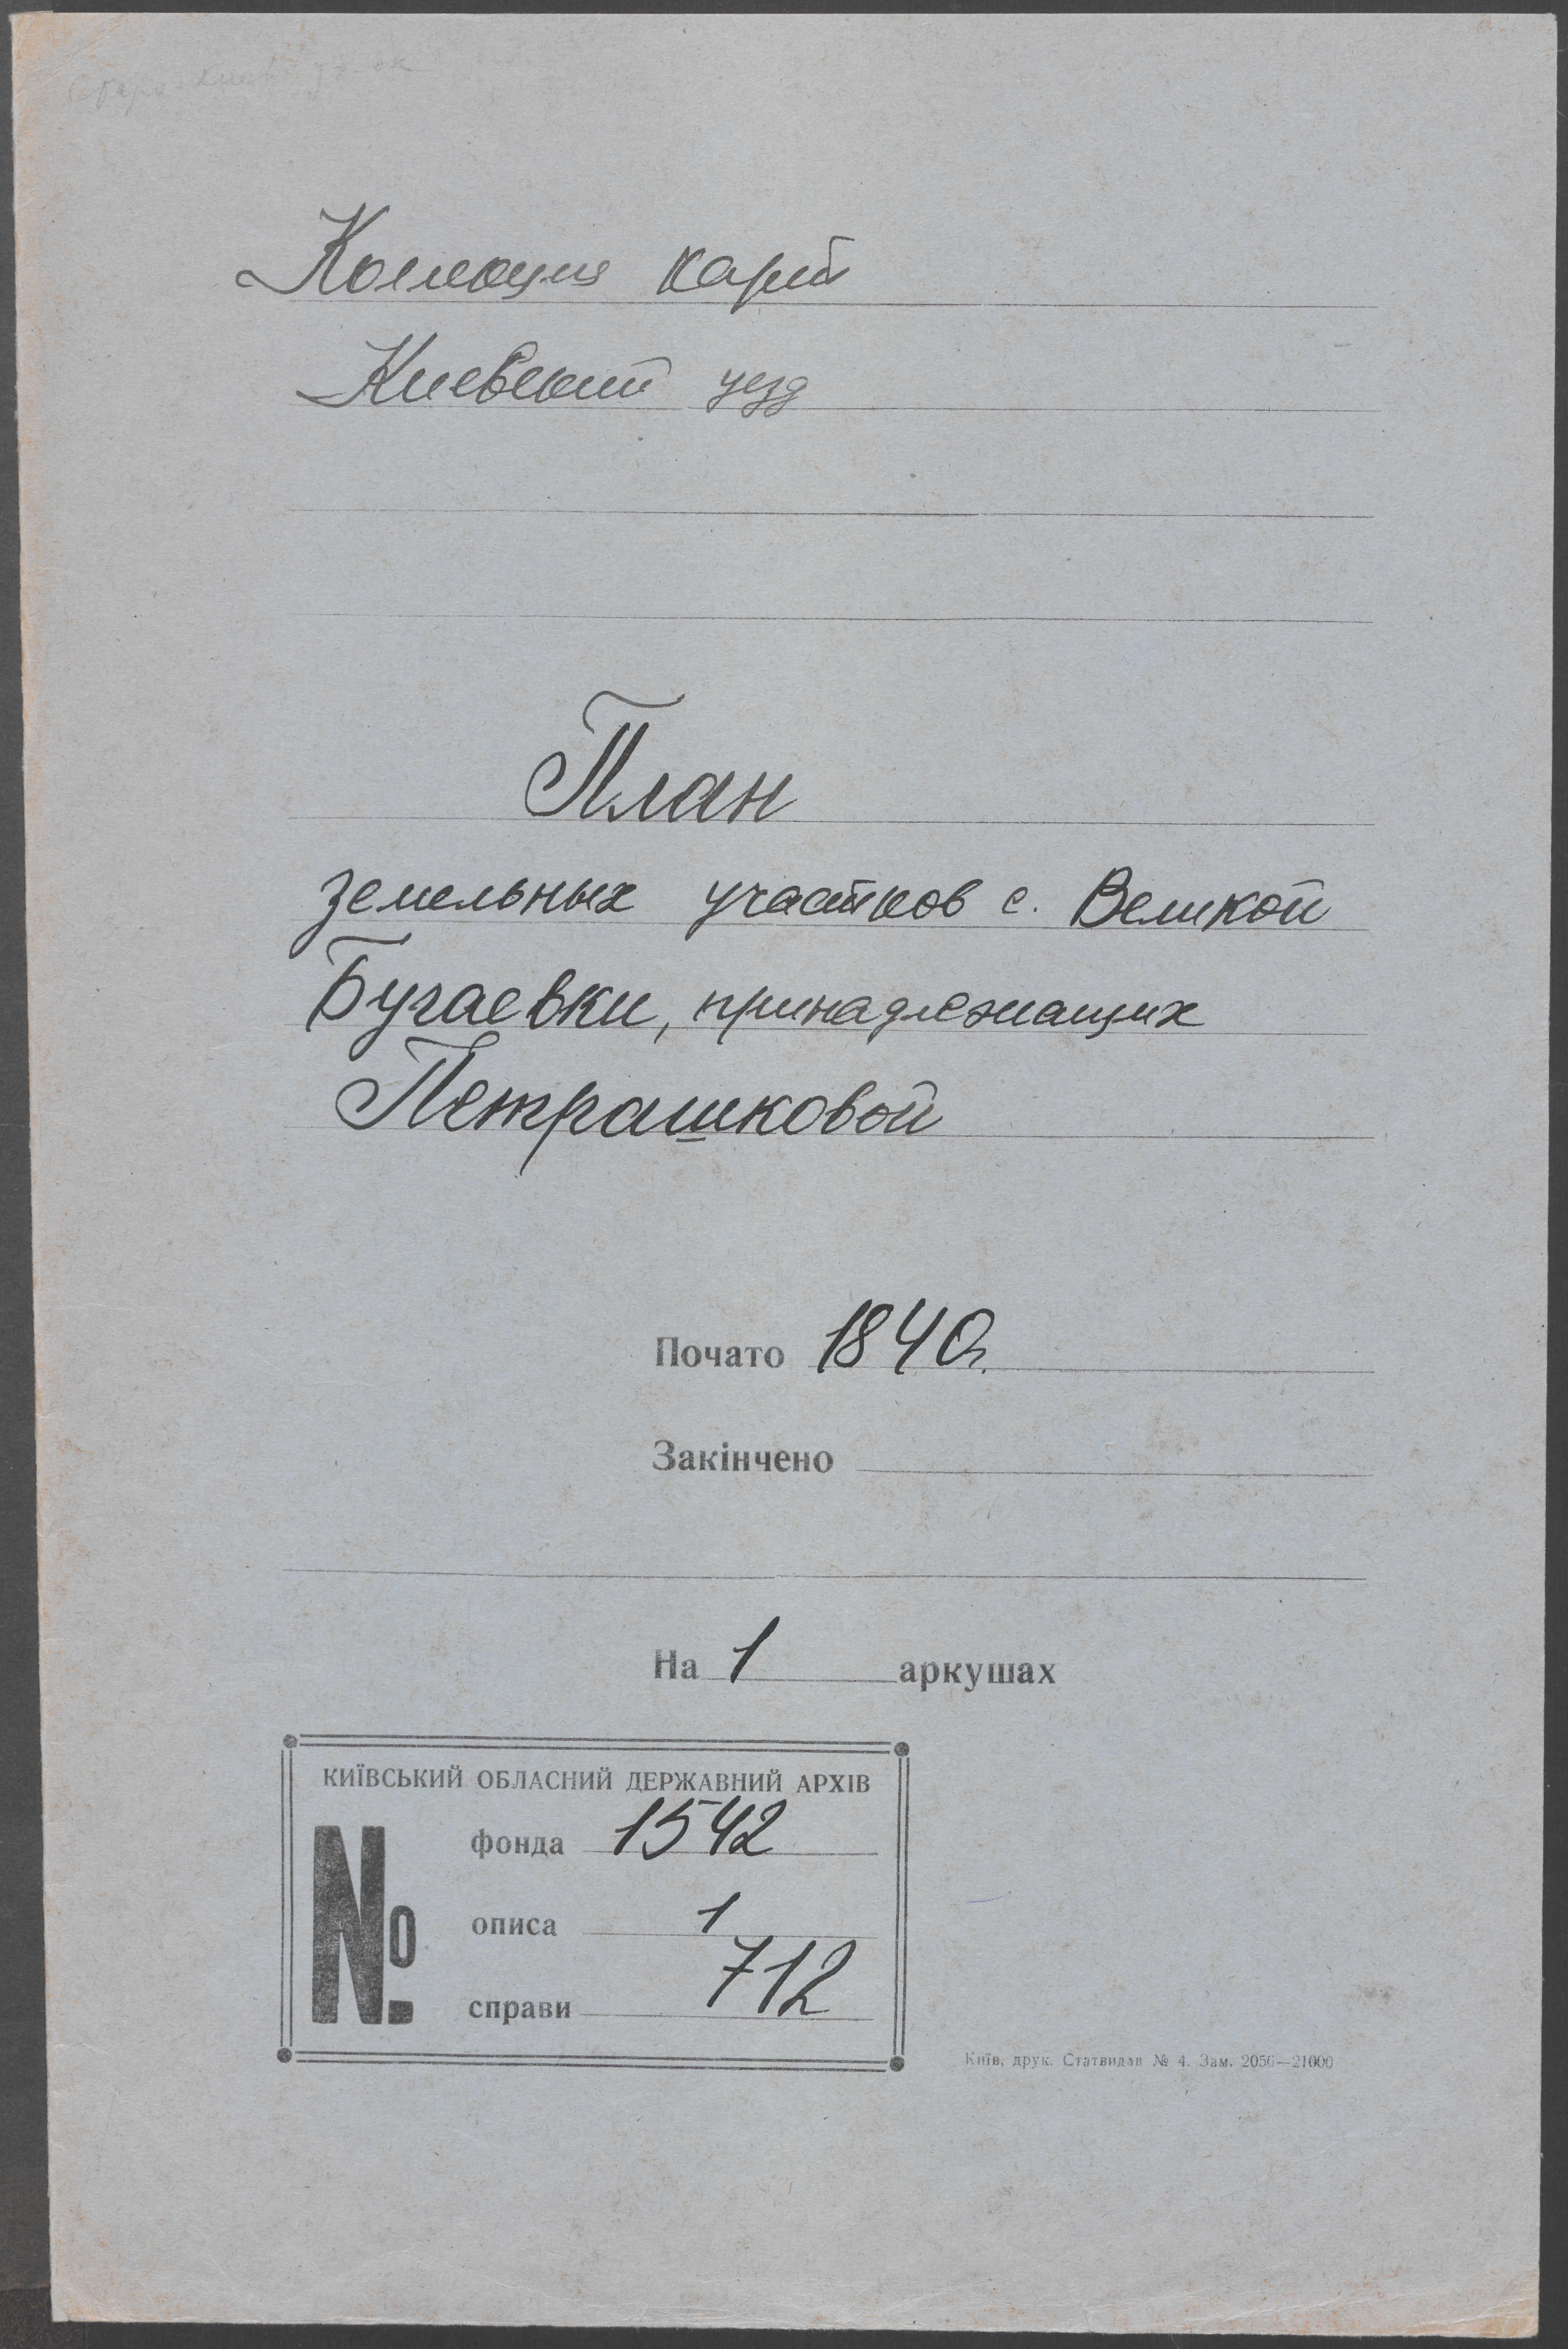 Коллекция карт
Киевский уезд
План
земельных участков с. Великой
Бугаевки, принадлежащих
Петрашковой
Почато 1840.
Закінчено
На 1 аркушах
КИЇВСЬКИЙ ОБЛАСНИЙ ДЕРЖАВНИЙ АРХІВ
№
фонда 1542
описа 1
справи 712
Київ, друк. Статвидав № 4. Зам. 2056—21000